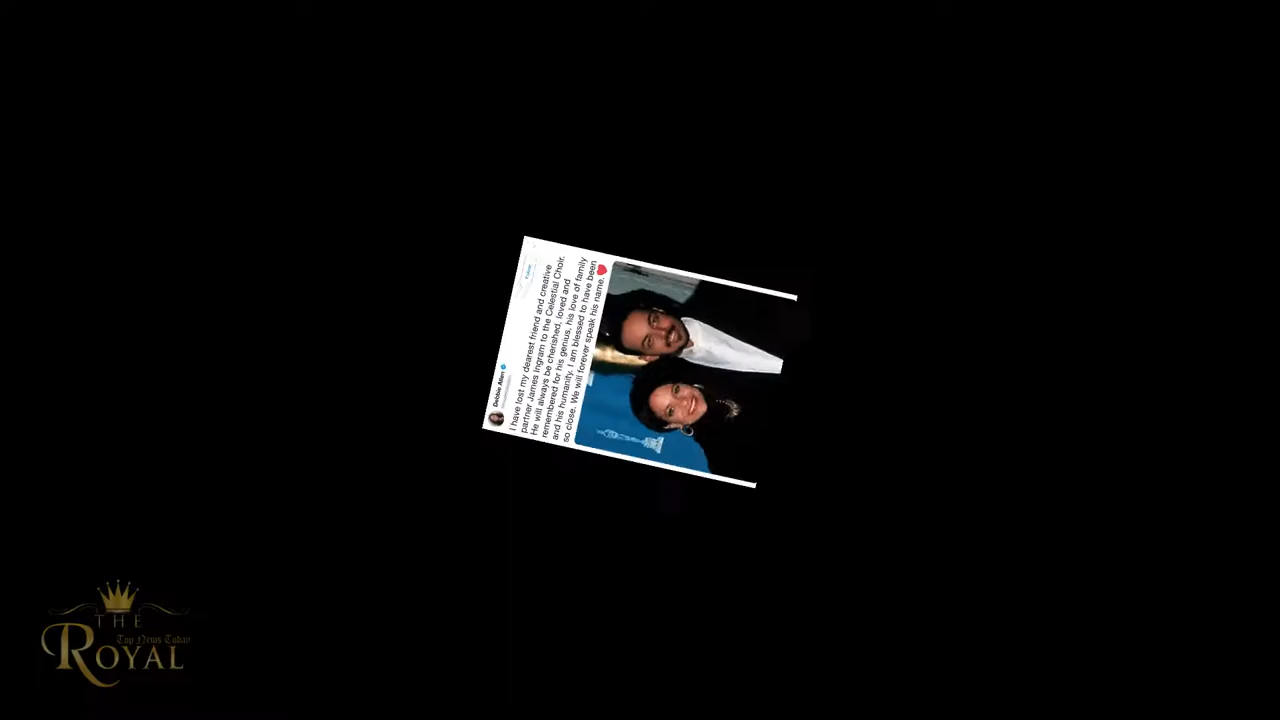 Debbie Allen
I have lost my dearest friend and creative
partner James Ingram to the Celestial Choir.
He will always be cherished, loved and
remembered for his genius, his love of family
and his humanity. I am blessed to have been
so close. We will forever speak his name.❤️
THE
Top News Today
ROYAL